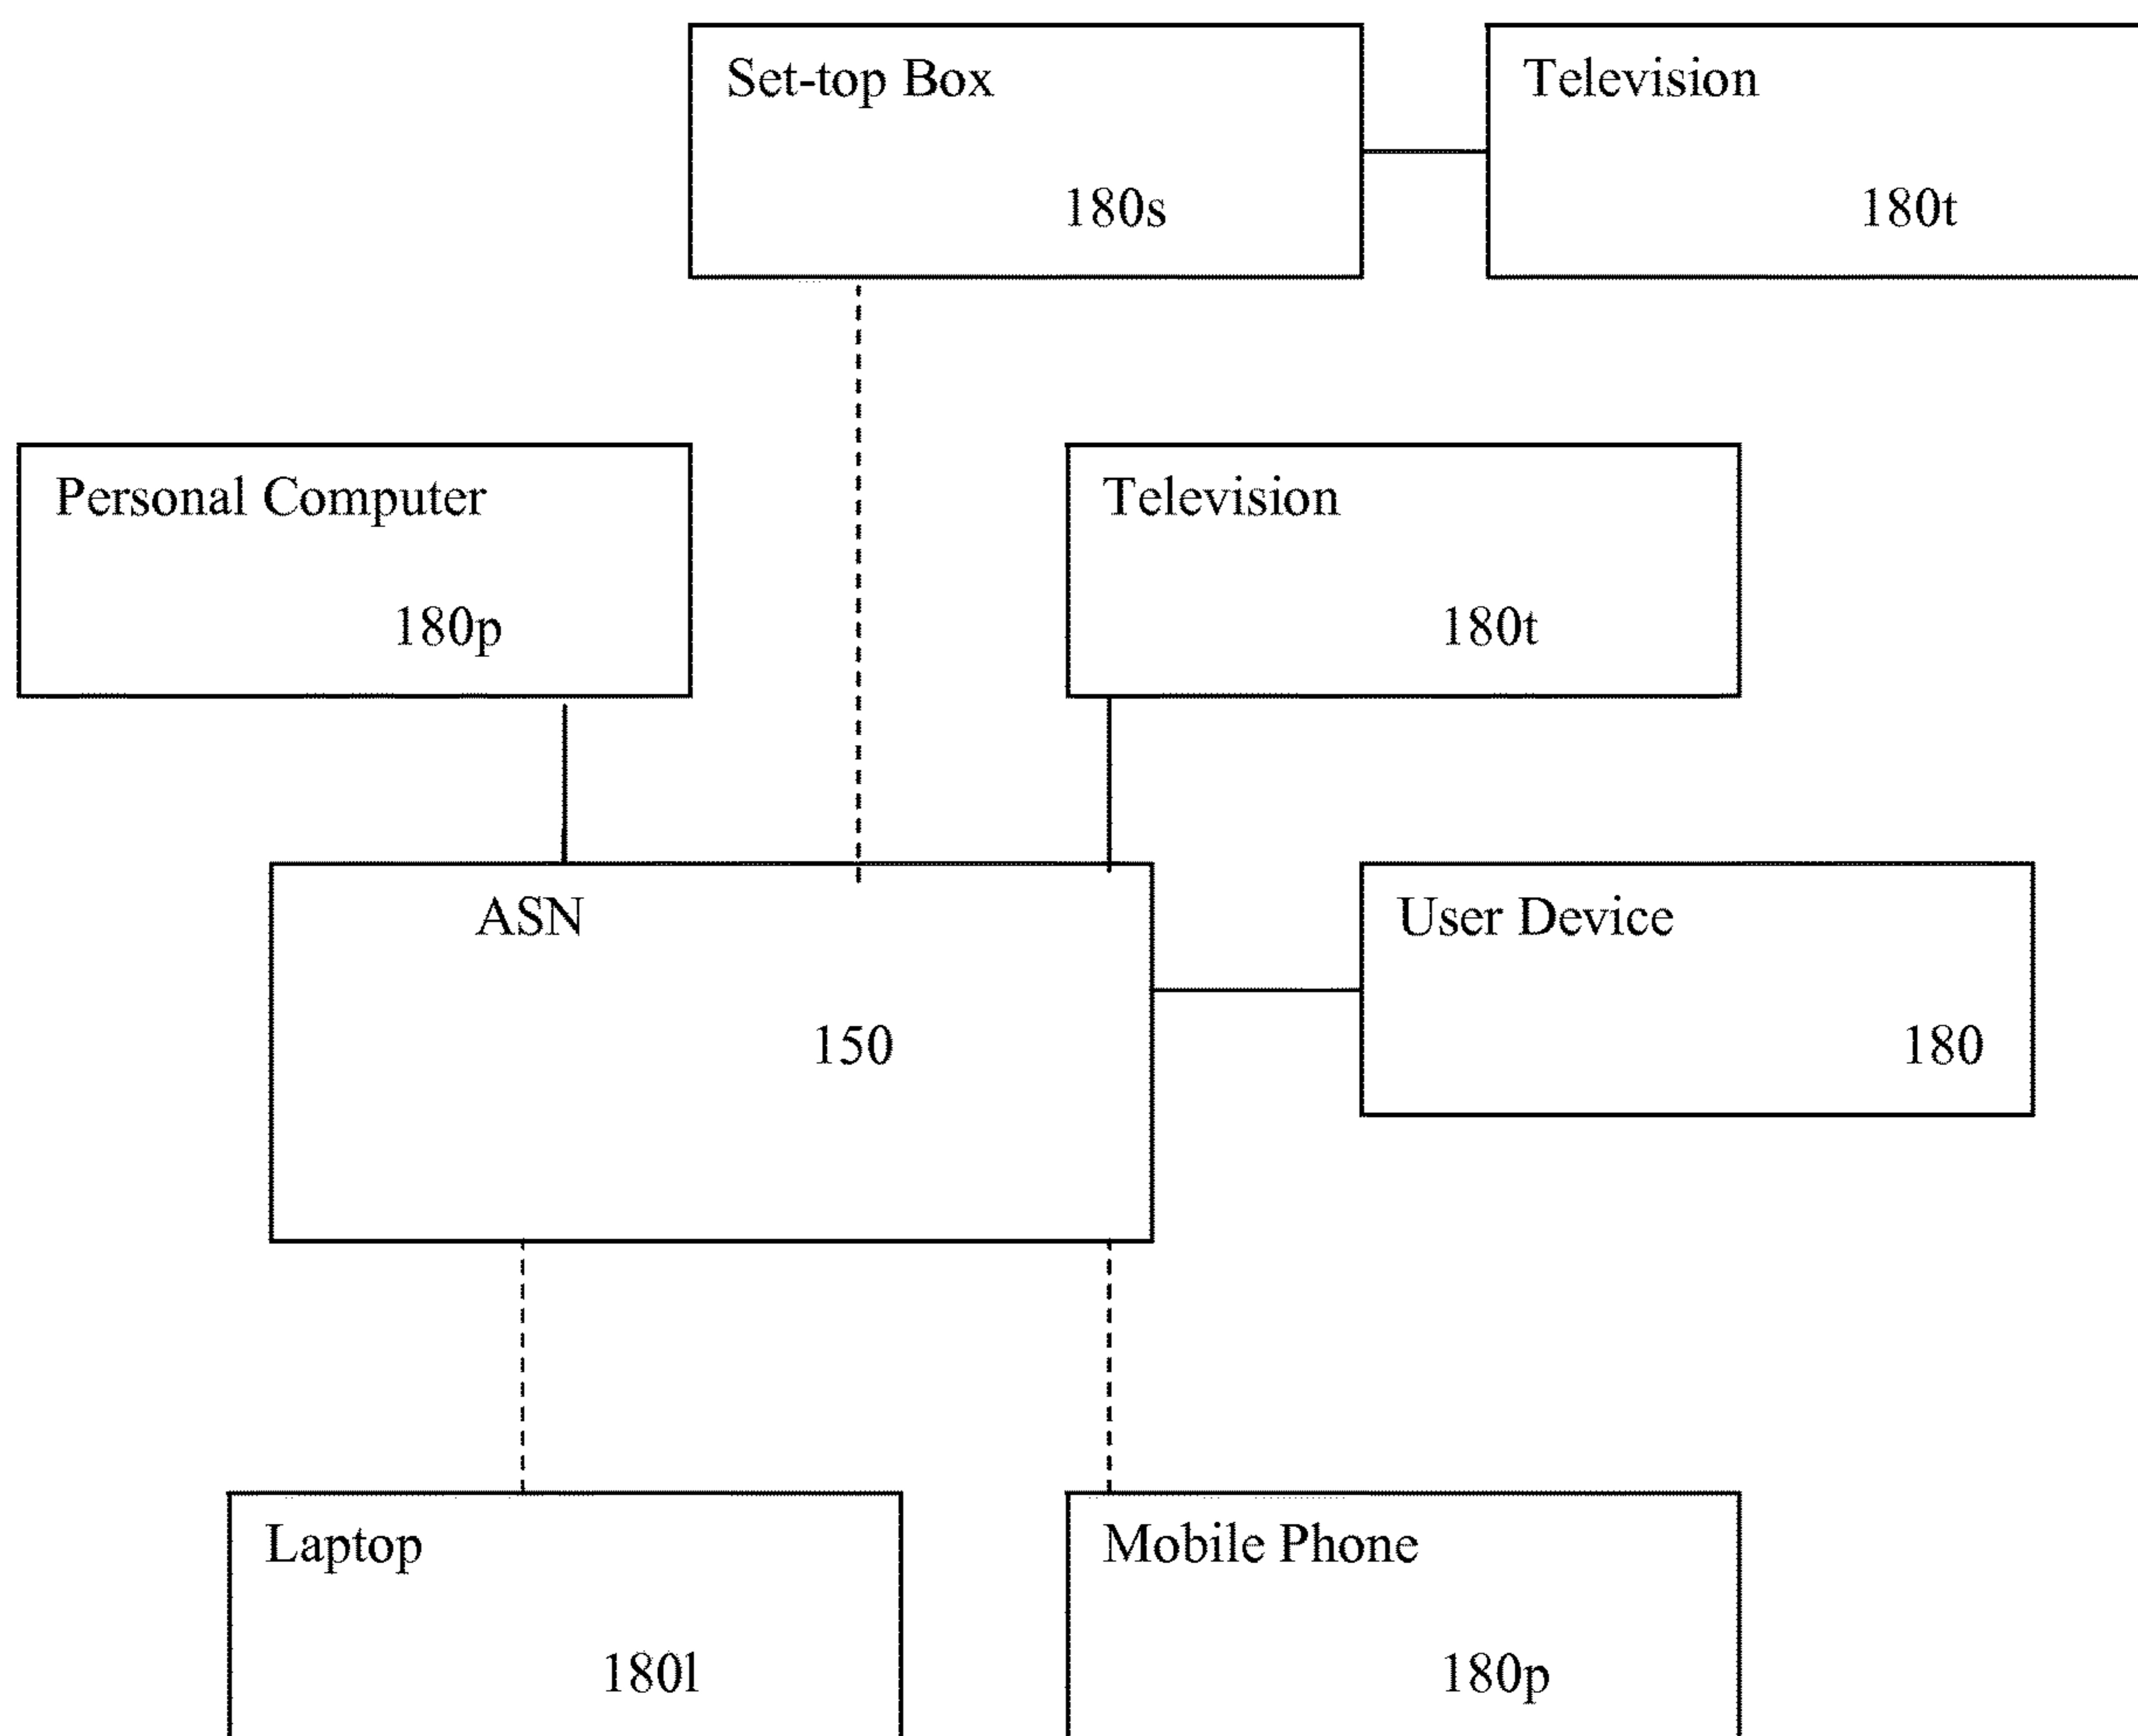 Set-top Box
180s
Television
180t
Personal Computer
180p
Television
180t
ASN
150
User Device
180
Laptop
180l
Mobile Phone
180p